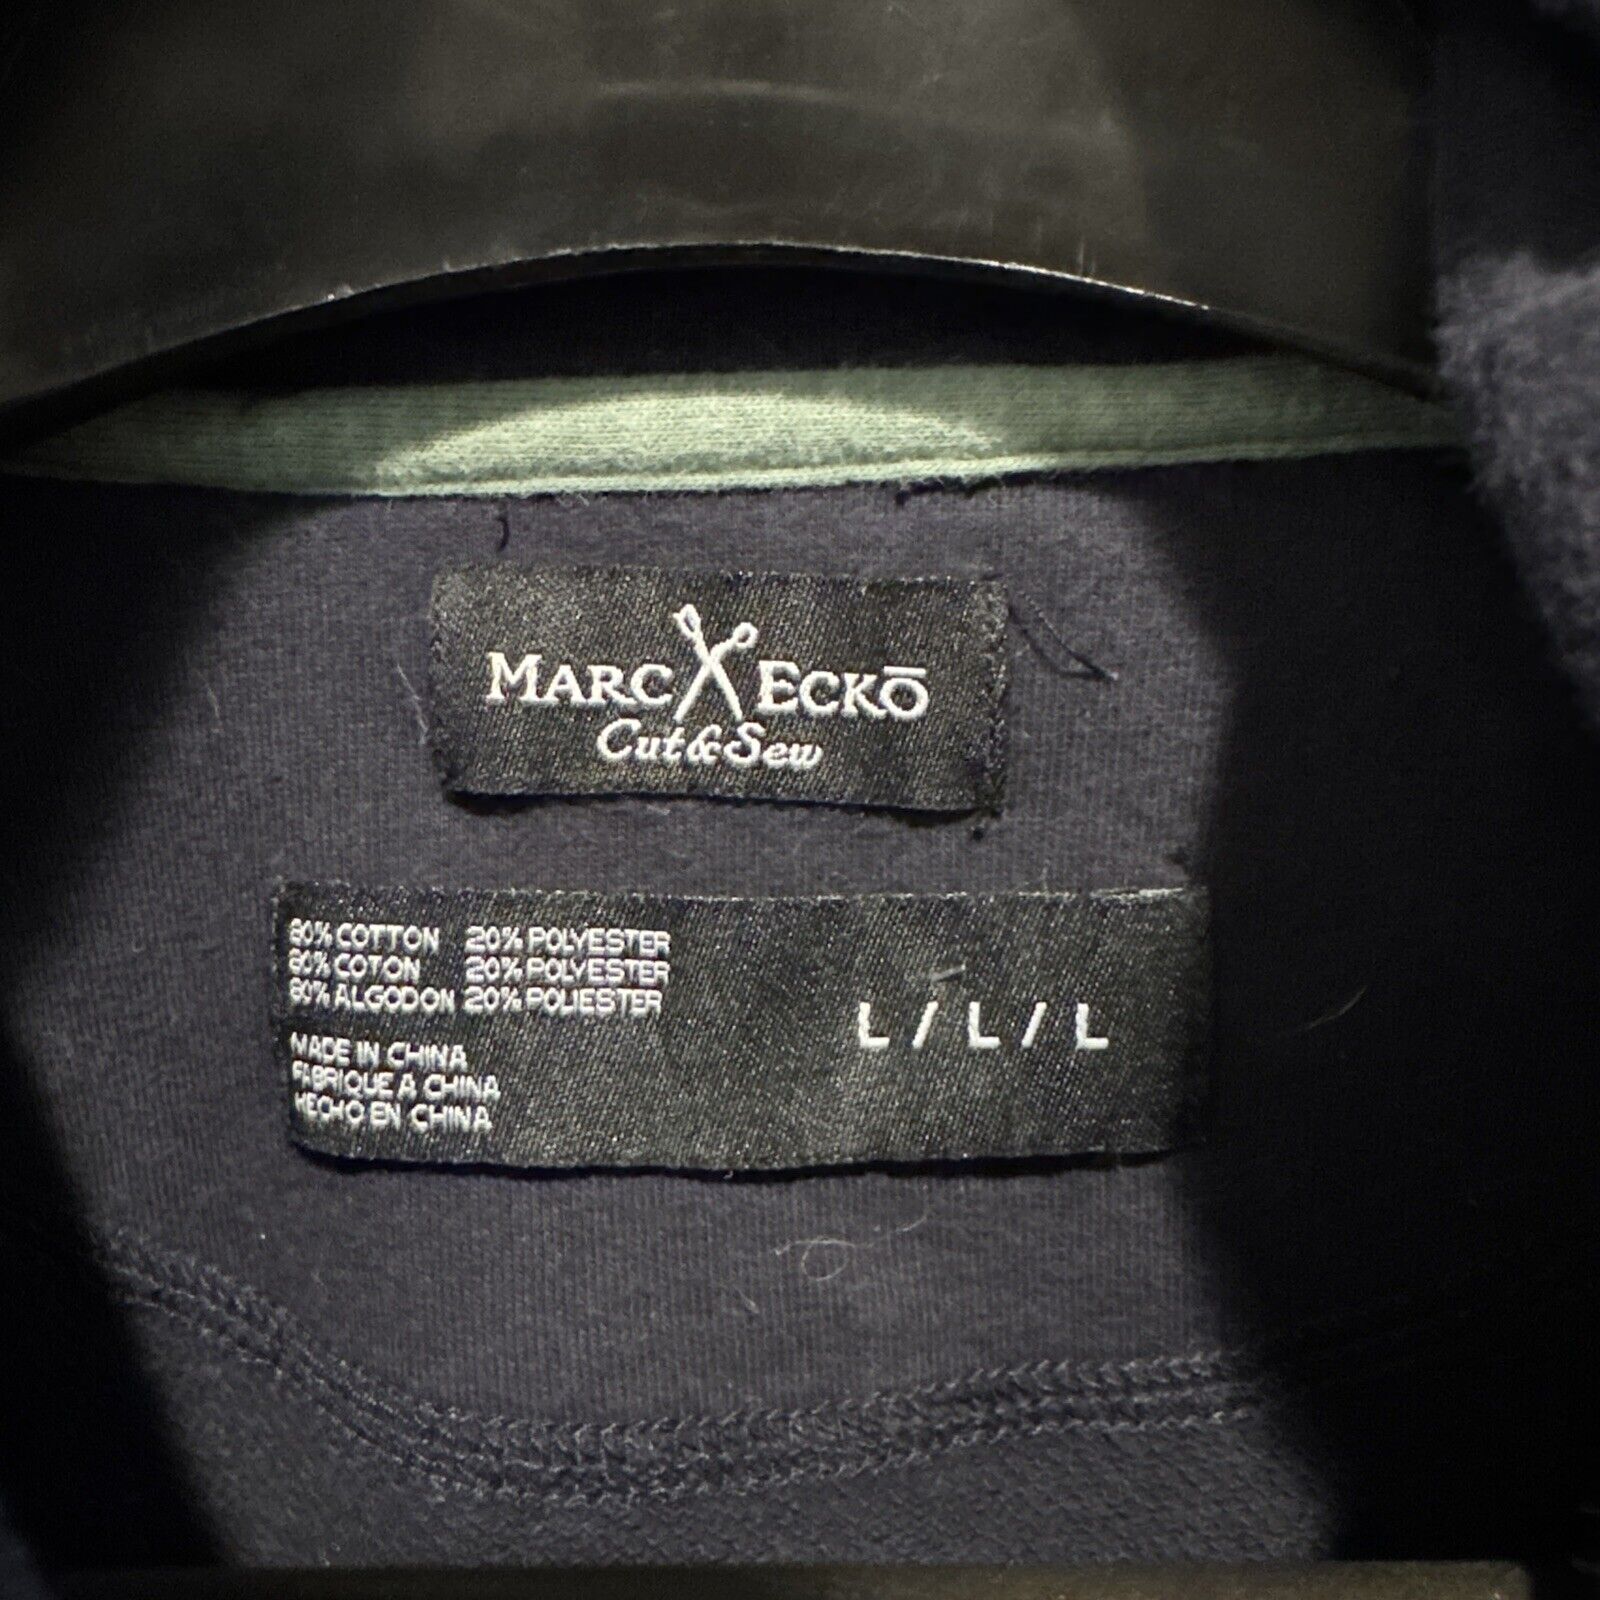 MARC ECKŌ
Cut&Sew
80% COTTON 20% POLYESTER
80% COTON 20% POLYESTER
80% ALGODON 20% POLIESTER
MADE IN CHINA
FABRIQUE A CHINA
HECHO EN CHINA
L / L / L